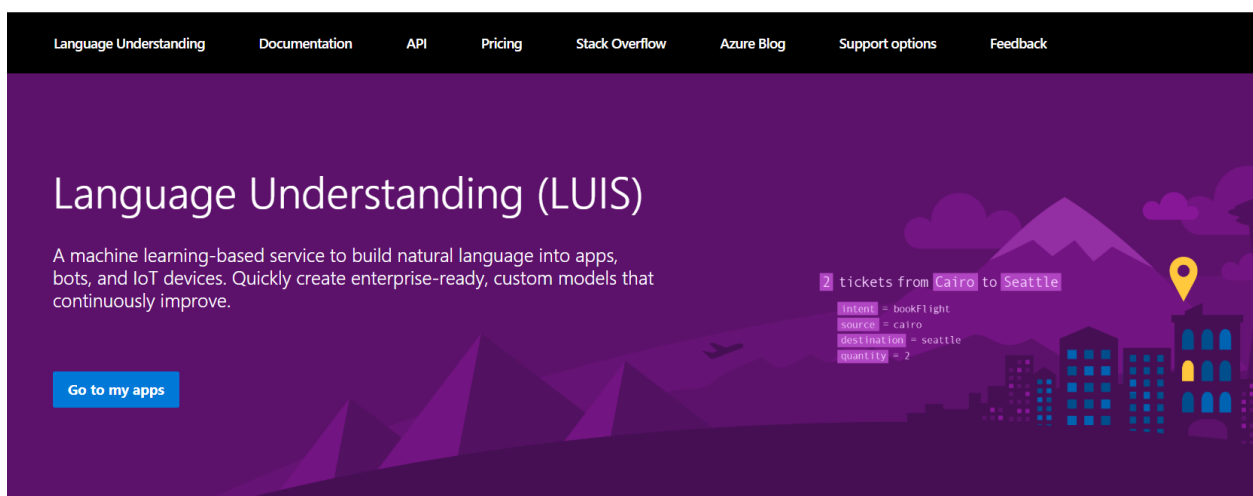 Language Understanding Documentation API Pricing Stack Overflow Azure Blog Support options Feedback
Language Understanding (LUIS)
A machine learning-based service to build natural language into apps,
bots, and IoT devices. Quickly create enterprise-ready, custom models that
continuously improve.
Go to my apps
2 tickets from Cairo to Seattle
intent = bookFlight
source = cairo
destination = seattle
quantity = 2